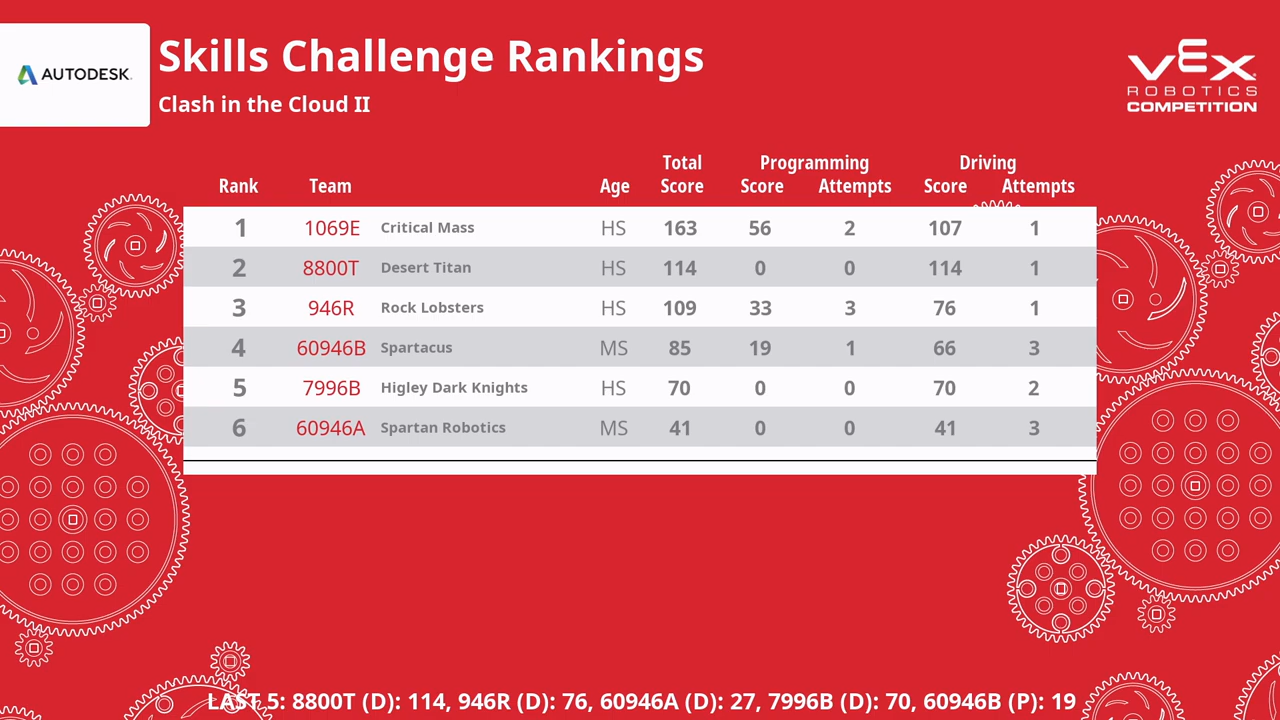 AUTODESK.
Skills Challenge Rankings
Clash in the Cloud II
VEX
ROBOTICS
COMPETITION
Total Programming Driving
Rank Team Age Score Score Attempts Score Attempts
1 1069E Critical Mass HS 163 56 2 107 1
2 8800T Desert Titan HS 114 0 0 114 1
3 946R Rock Lobsters HS 109 33 3 76 1
4 60946B Spartacus MS 85 19 1 66 3
5 7996B Higley Dark Knights HS 70 0 0 70 2
6 60946A Spartan Robotics MS 41 0 0 41 3
LAST 5: 8800T (D): 114, 946R (D): 76, 60946A (D): 27, 7996B (D): 70, 60946B (P): 19